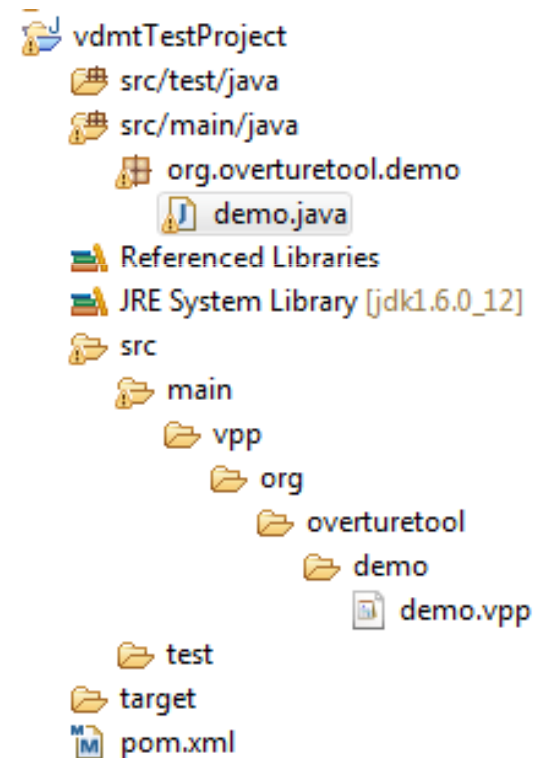 vdmtTestProject
src/test/java
src/main/java
org.overturetool.demo
demo.java
Referenced Libraries
JRE System Library [jdk1.6.0_12]
src
main
vpp
org
overturetool
demo
demo.vpp
test
target
pom.xml